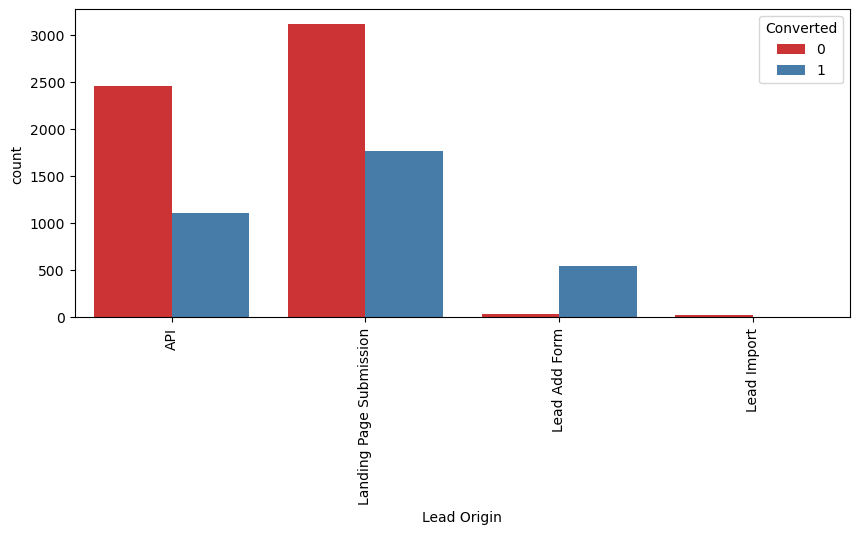 Converted
0
1
count
3000
2500
2000
1500
1000
500
0
API
Landing Page Submission
Lead Add Form
Lead Import
Lead Origin